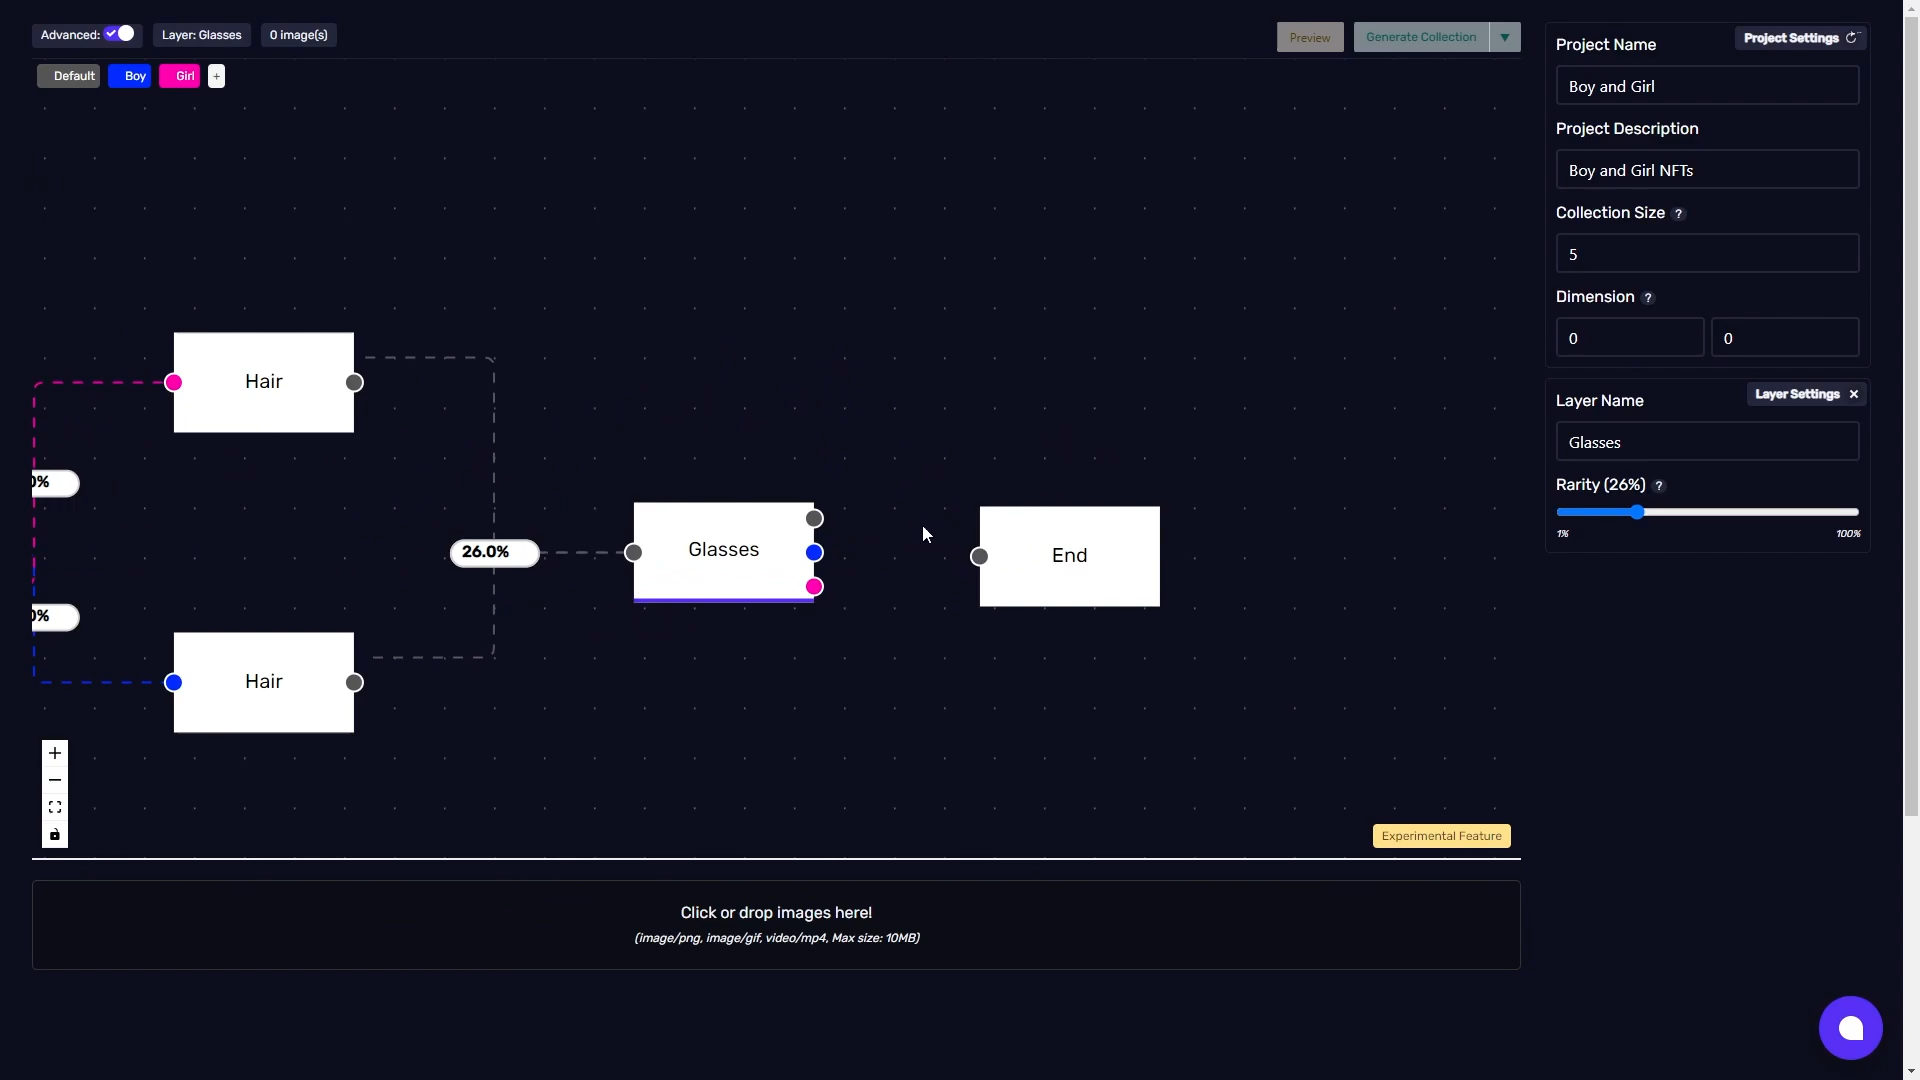 Advanced:
Layer: Glasses
0 image(s)
Preview
Generate Collection
Default
Boy
Girl
+
Hair
0%
0%
Hair
26.0%
Glasses
End
Experimental Feature
Click or drop images here!
(image/png, image/gif, video/mp4, Max size: 10MB)
Project Name
Project Settings
Boy and Girl
Project Description
Boy and Girl NFTs
Collection Size ?
5
Dimension ?
0
0
Layer Name
Layer Settings
Glasses
Rarity (26%) ?
1%
100%